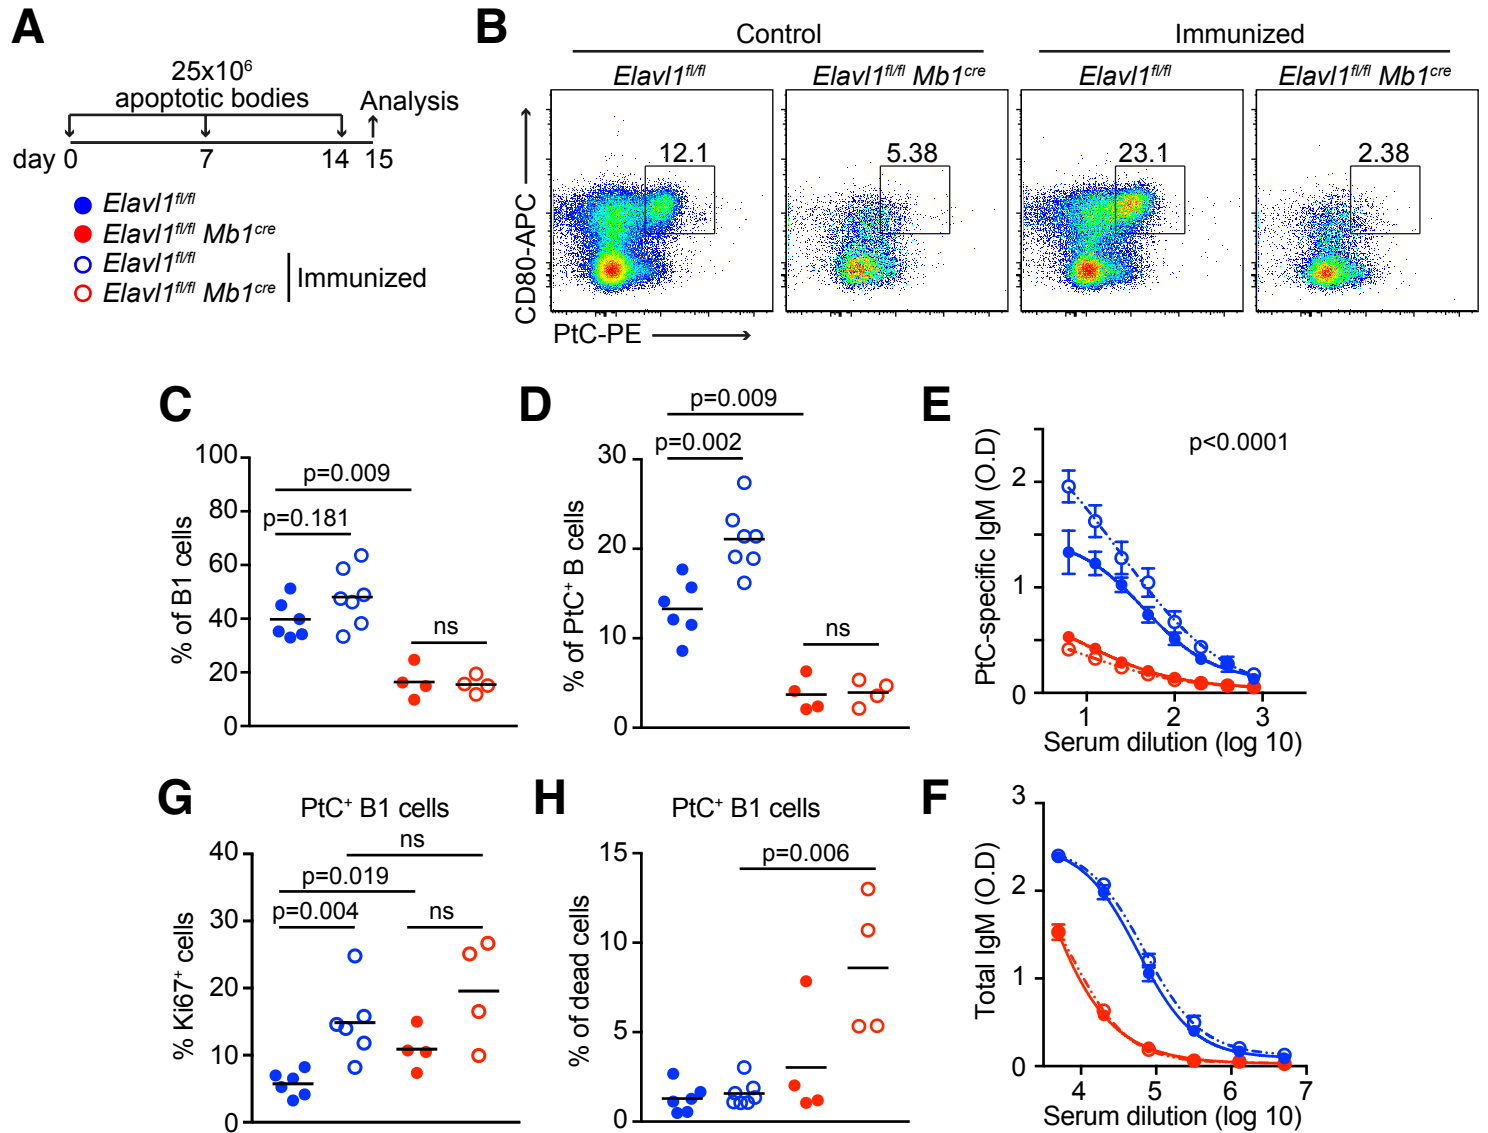 A
25x10⁶
apoptotic bodies
Analysis
day 0 7 14 15
Elavl1fl/fl
Elavl1fl/fl Mb1cre
Elavl1fl/fl
Elavl1fl/fl Mb1cre
Immunized
B
Control Immunized
Elavl1fl/fl Elavl1fl/fl Mb1cre Elavl1fl/fl Elavl1fl/fl Mb1cre
12.1 5.38 23.1 2.38
CD80-APC
PtC-PE
C
% of B1 cells
100
80
60
40
20
0
p=0.009
p=0.181
ns
D
% of PtC⁺ B cells
30
20
10
0
p=0.009
p=0.002
ns
E
PtC-specific IgM (O.D)
p<0.0001
2
1
0
1 2 3
Serum dilution (log 10)
G
PtC⁺ B1 cells
% Ki67⁺ cells
40
30
20
10
0
ns
p=0.019
p=0.004
ns
H
PtC⁺ B1 cells
% of dead cells
15
10
5
0
p=0.006
F
Total IgM (O.D)
3
2
1
0
4 5 6 7
Serum dilution (log 10)